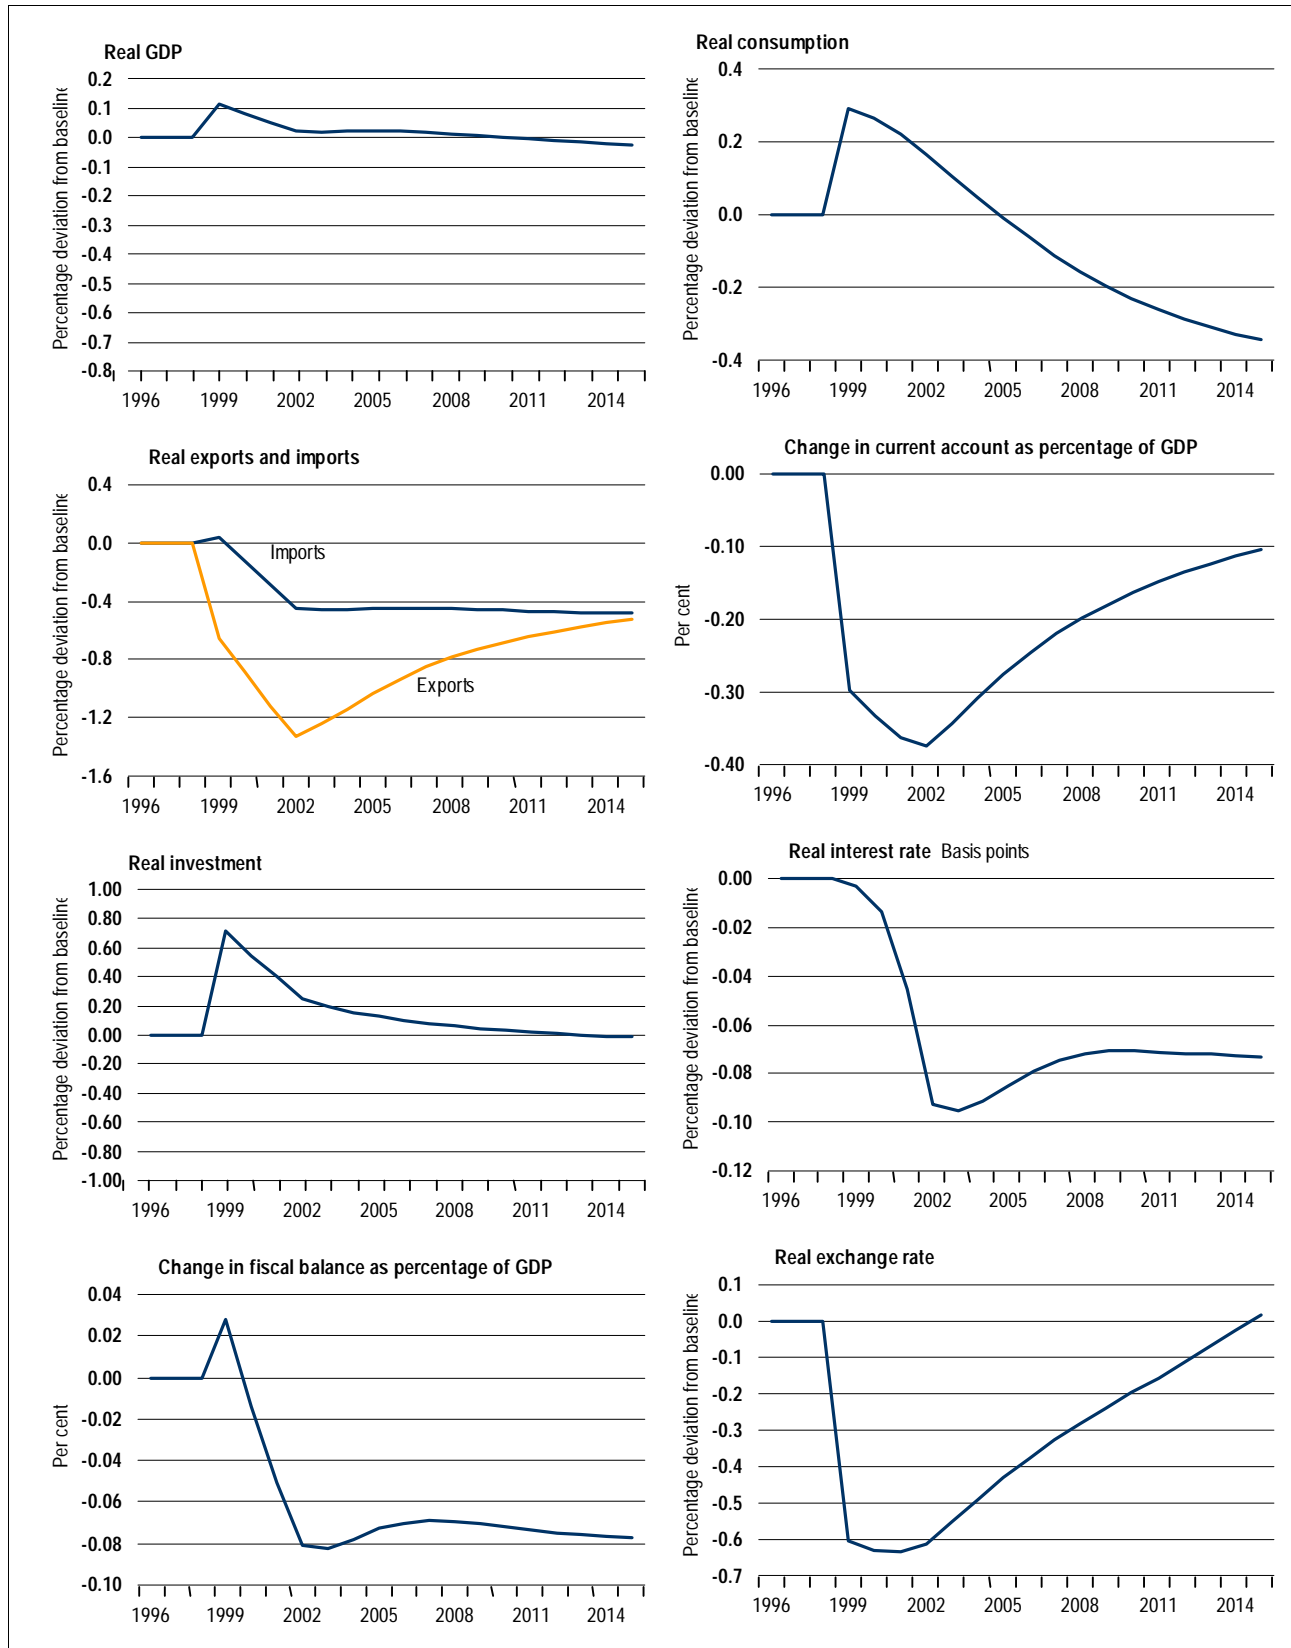 Real GDP
Percentage deviation from baseline
0.2
0.1
0.0
-0.1
-0.2
-0.3
-0.4
-0.5
-0.6
-0.7
-0.8
1996 1999 2002 2005 2008 2011 2014
Real consumption
Percentage deviation from baseline
0.4
0.2
0.0
-0.2
-0.4
1996 1999 2002 2005 2008 2011 2014
Real exports and imports
Percentage deviation from baseline
0.4
0.0
-0.4
-0.8
-1.2
-1.6
Imports
Exports
1996 1999 2002 2005 2008 2011 2014
Change in current account as percentage of GDP
Per cent
0.00
-0.10
-0.20
-0.30
-0.40
1996 1999 2002 2005 2008 2011 2014
Real investment
Percentage deviation from baseline
1.00
0.80
0.60
0.40
0.20
0.00
-0.20
-0.40
-0.60
-0.80
-1.00
1996 1999 2002 2005 2008 2011 2014
Real interest rate Basis points
Percentage deviation from baseline
0.00
-0.02
-0.04
-0.06
-0.08
-0.10
-0.12
1996 1999 2002 2005 2008 2011 2014
Change in fiscal balance as percentage of GDP
Per cent
0.04
0.02
0.00
-0.02
-0.04
-0.06
-0.08
-0.10
1996 1999 2002 2005 2008 2011 2014
Real exchange rate
Percentage deviation from baseline
0.1
0.0
-0.1
-0.2
-0.3
-0.4
-0.5
-0.6
-0.7
1996 1999 2002 2005 2008 2011 2014